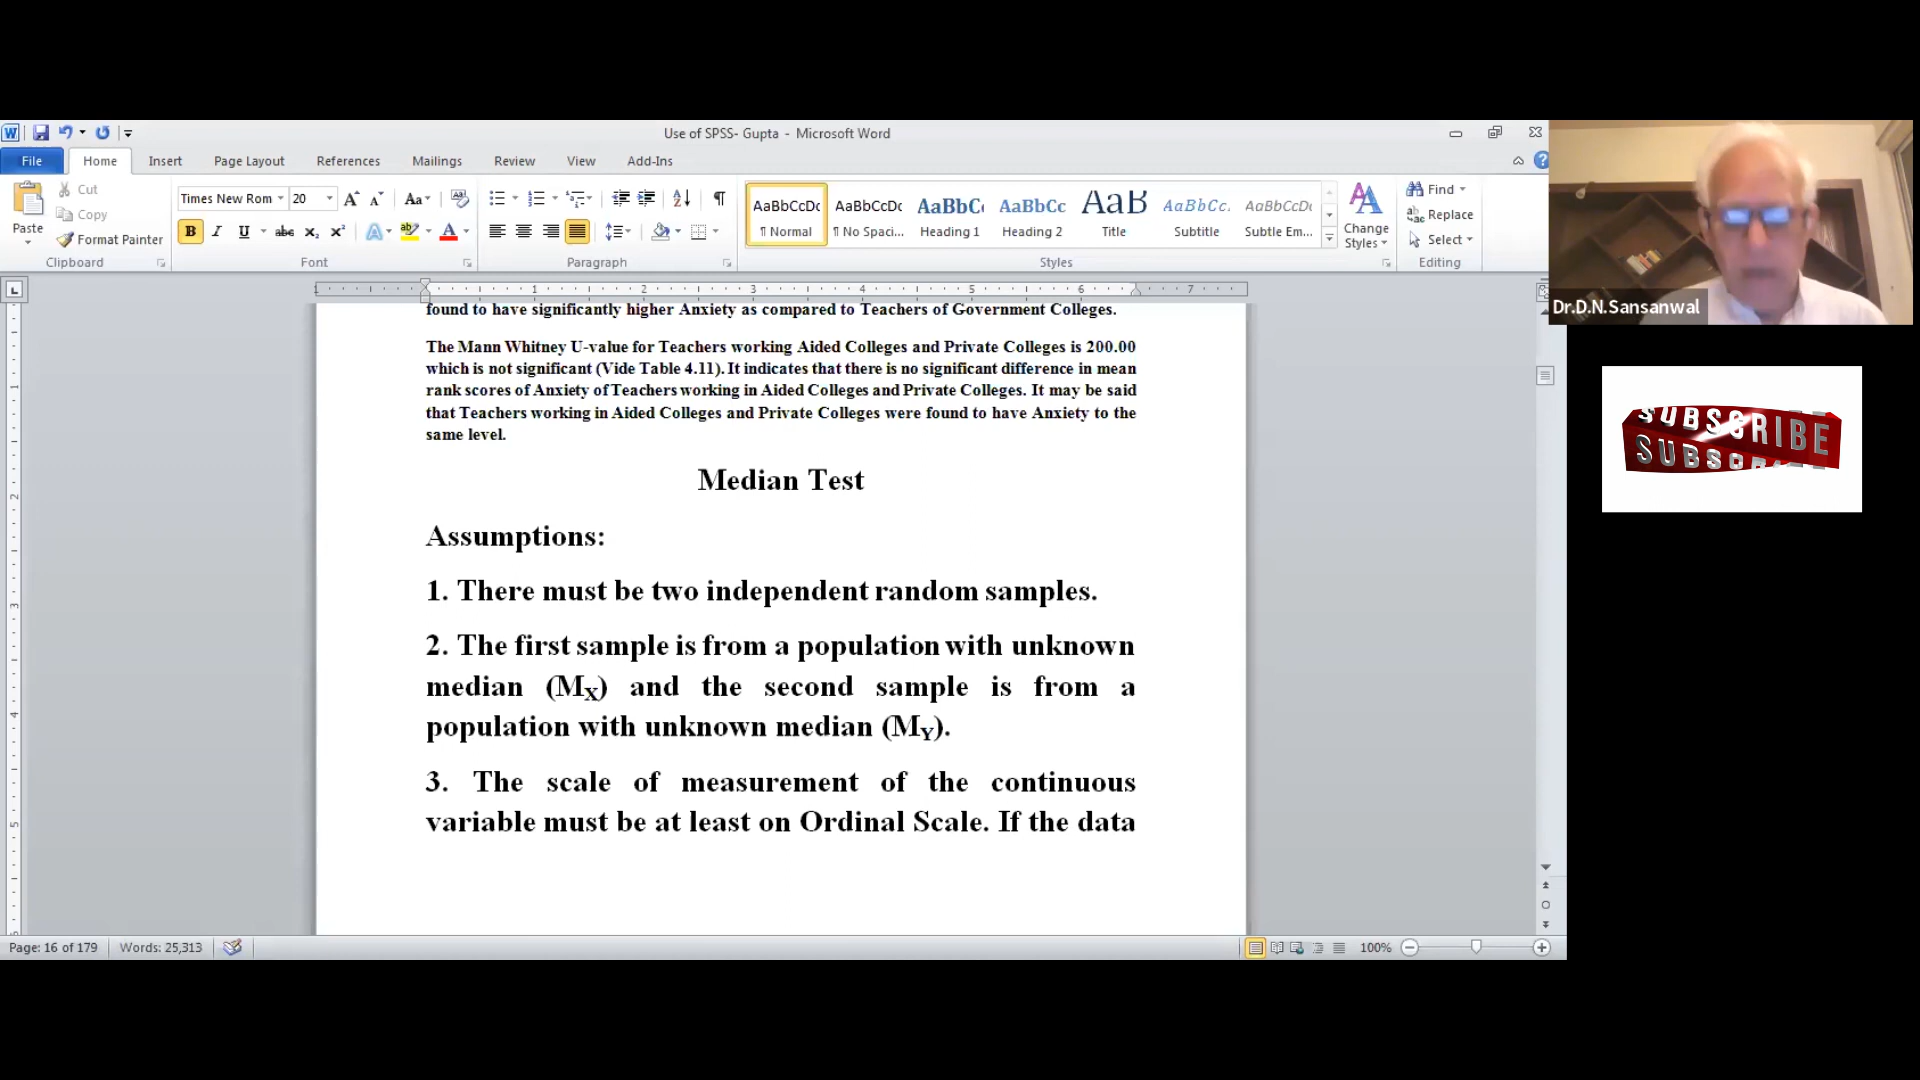 Use of SPSS- Gupta - Microsoft Word
File Home Insert Page Layout References Mailings Review View Add-Ins
Paste
Cut
Copy
Format Painter
Clipboard
Times New Rom 20
Font
Paragraph
AaBbCcDc AaBbCcDc AaBbC AaBbCc AaB AaBbCc. AaBbCcDc
¶ Normal ¶ No Spaci... Heading 1 Heading 2 Title Subtitle Subtle Em...
Styles
Change
Styles
Find
Replace
Select
Editing
found to have significantly higher Anxiety as compared to Teachers of Government Colleges.
The Mann Whitney U-value for Teachers working Aided Colleges and Private Colleges is 200.00
which is not significant (Vide Table 4.11). It indicates that there is no significant difference in mean
rank scores of Anxiety of Teachers working in Aided Colleges and Private Colleges. It may be said
that Teachers working in Aided Colleges and Private Colleges were found to have Anxiety to the
same level.
Median Test
Assumptions:
1. There must be two independent random samples.
2. The first sample is from a population with unknown
median (MX) and the second sample is from a
population with unknown median (MY).
3. The scale of measurement of the continuous
variable must be at least on Ordinal Scale. If the data
Page: 16 of 179 Words: 25,313 100%
Dr.D.N.Sansanwal
SUBSCRIBE